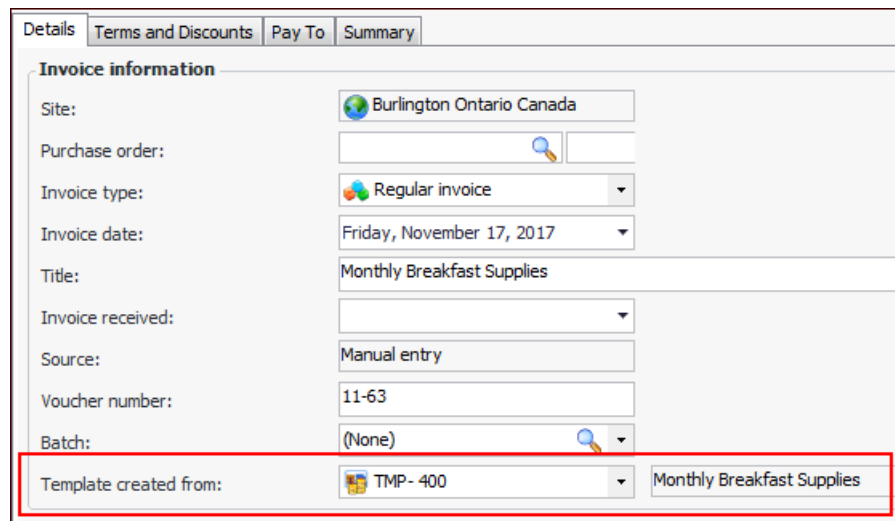 Details Terms and Discounts Pay To Summary
Invoice information
Site: Burlington Ontario Canada
Purchase order:
Invoice type: Regular invoice
Invoice date: Friday, November 17, 2017
Title: Monthly Breakfast Supplies
Invoice received:
Source: Manual entry
Voucher number: 11-63
Batch: (None)
Template created from: TMP- 400 Monthly Breakfast Supplies